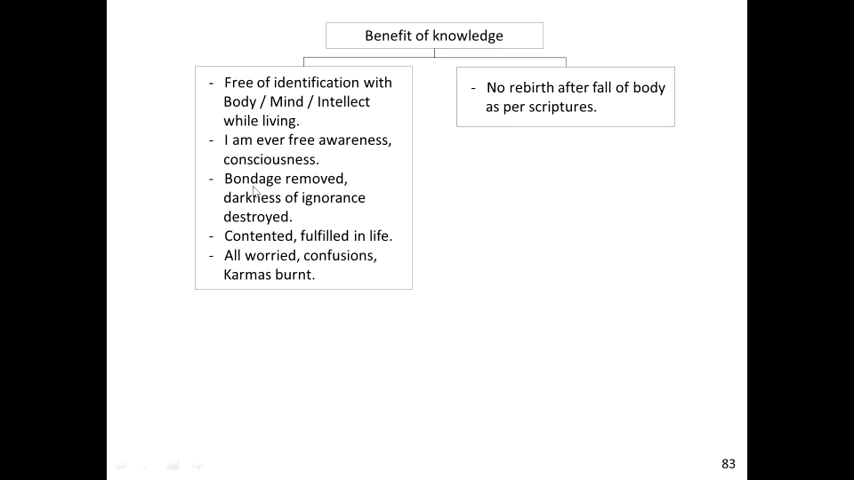 Benefit of knowledge
- Free of identification with
Body / Mind / Intellect
while living.
- I am ever free awareness,
consciousness.
- Bondage removed,
darkness of ignorance
destroyed.
- Contented, fulfilled in life.
- All worried, confusions,
Karmas burnt.
- No rebirth after fall of body
as per scriptures.
83